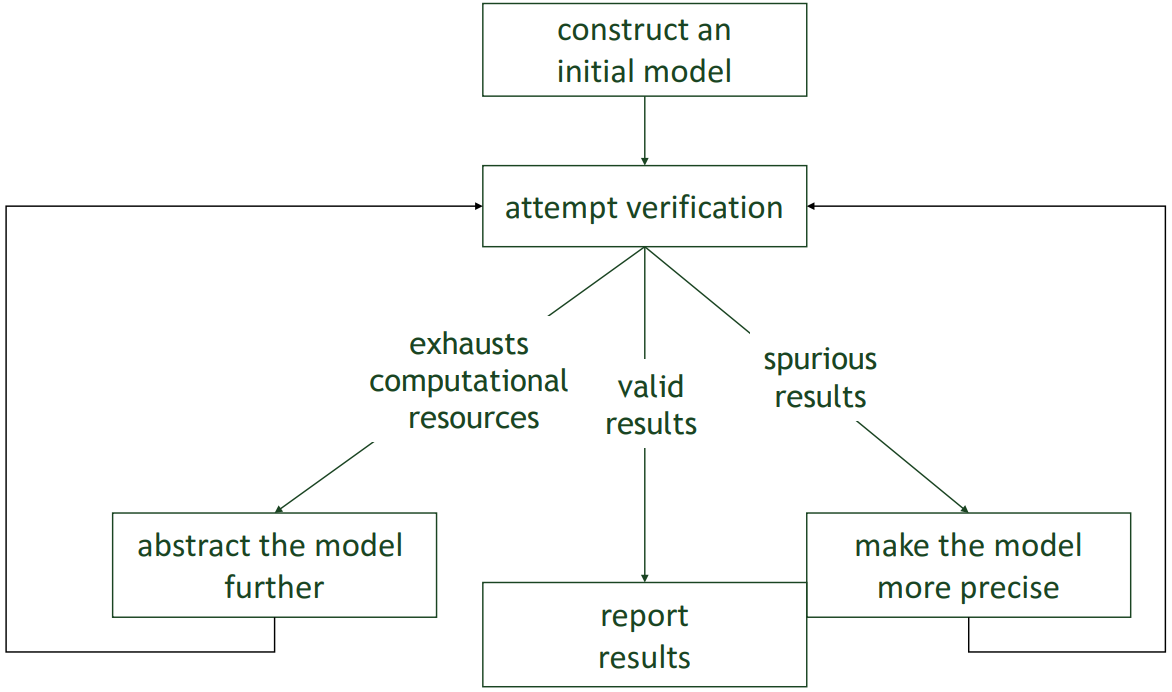 construct an
initial model
attempt verification
exhausts
computational
resources
valid
results
spurious
results
abstract the model
further
report
results
make the model
more precise